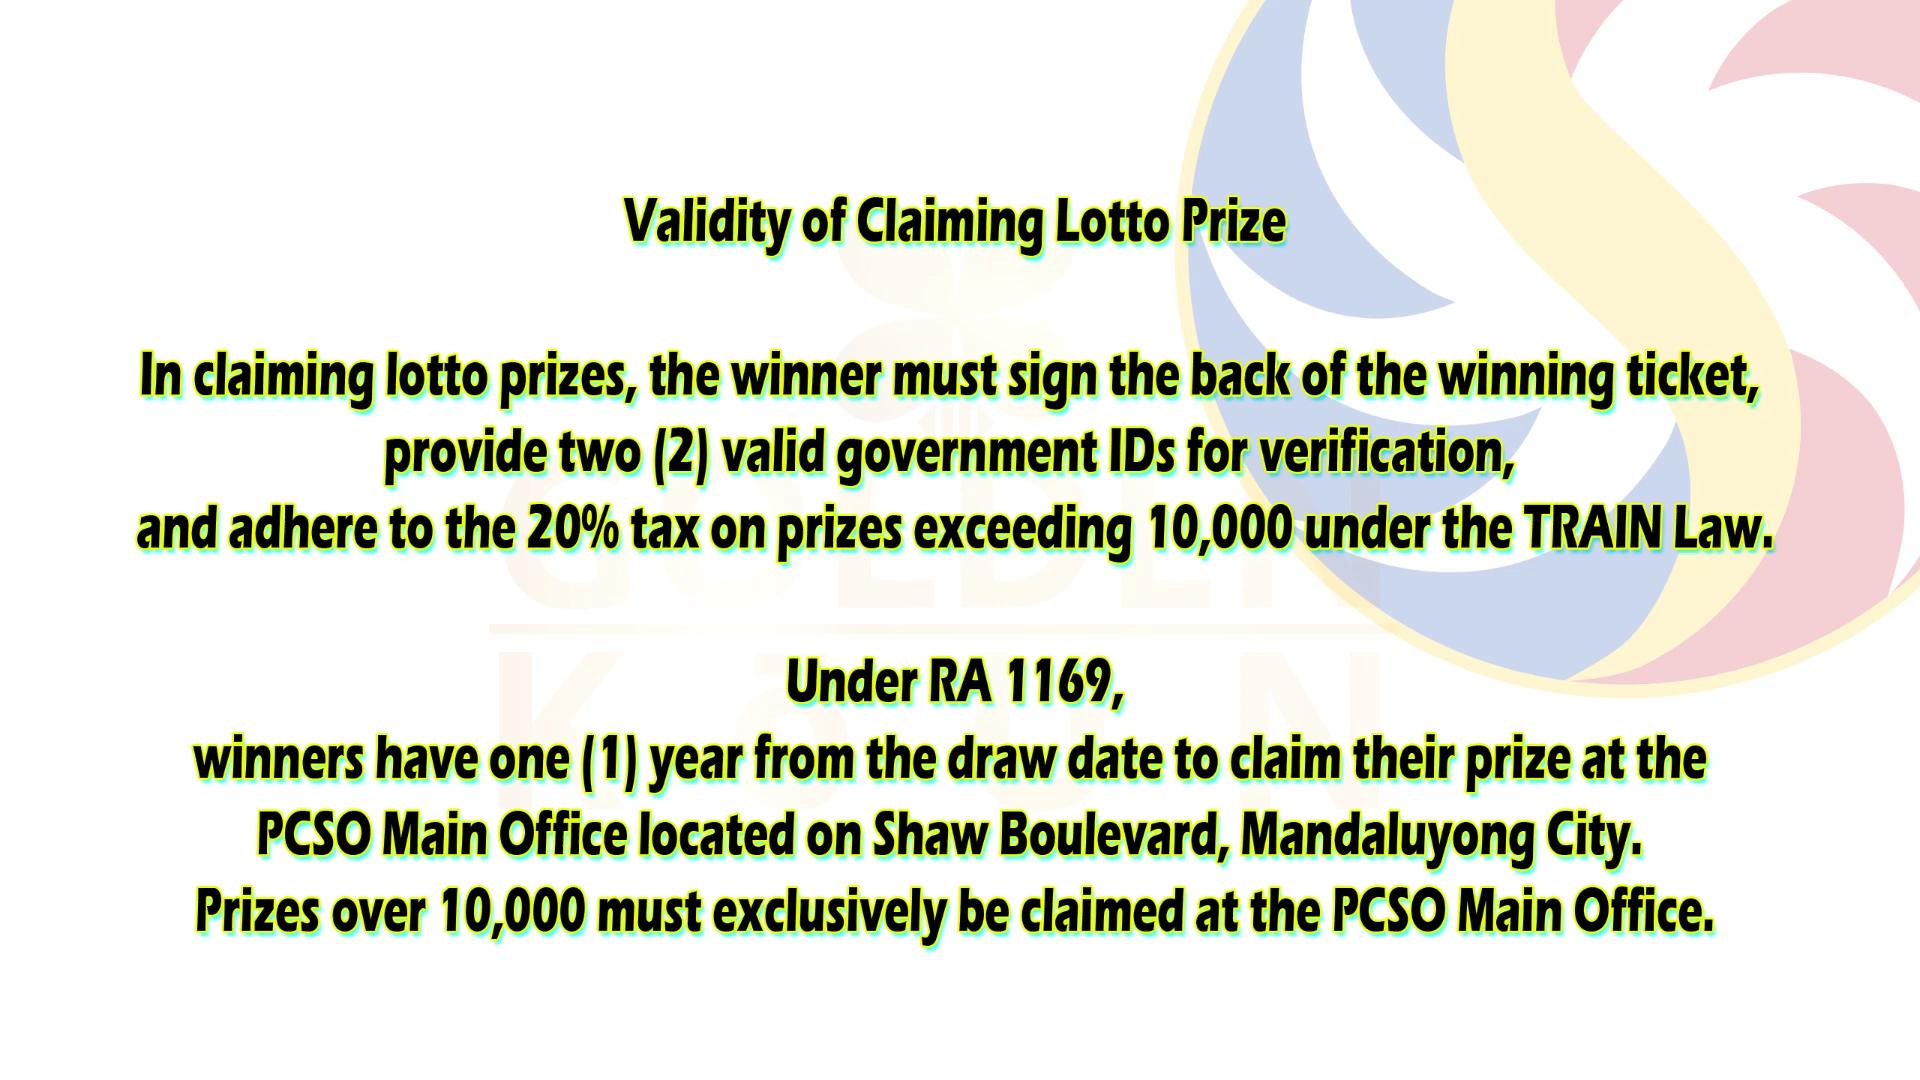 Validity of Claiming Lotto Prize
In claiming lotto prizes, the winner must sign the back of the winning ticket,
provide two (2) valid government IDs for verification,
and adhere to the 20% tax on prizes exceeding 10,000 under the TRAIN Law.
GOLDEN
Under RA 1169,
KoUN
winners have one (1) year from the draw date to claim their prize at the
PCSO Main Office located on Shaw Boulevard, Mandaluyong City.
Prizes over 10,000 must exclusively be claimed at the PCSO Main Office.